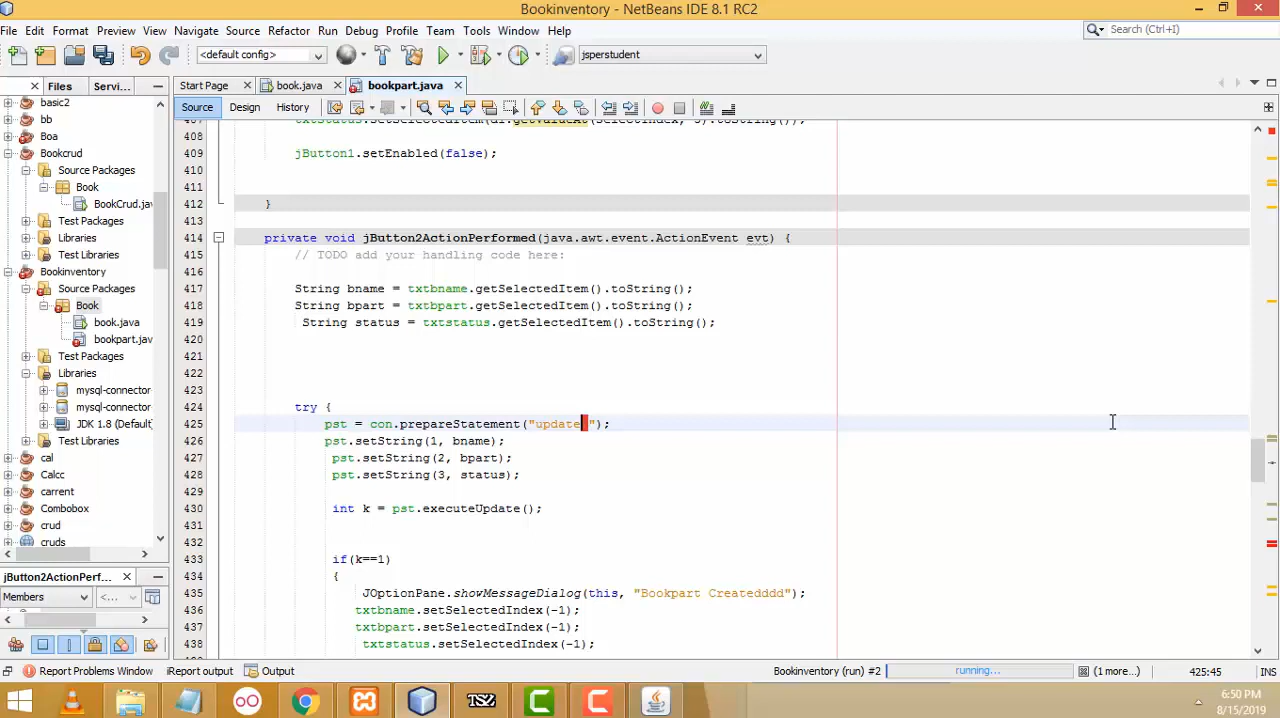 Bookinventory - NetBeans IDE 8.1 RC2
File Edit Format Preview View Navigate Source Refactor Run Debug Profile Team Tools Window Help
Search (Ctrl+I)
<default config>
jsperstudent
Files Servi...
Start Page book.java bookpart.java
Source Design History
basic2
bb
Boa
Bookcrud
Source Packages
Book
BookCrud.jav
Test Packages
Libraries
Test Libraries
Bookinventory
Source Packages
Book
book.java
bookpart.java
Test Packages
Libraries
mysql-connector
mysql-connector
JDK 1.8 (Default)
Test Libraries
cal
Calcc
carrent
Combobox
crud
cruds
jButton2ActionPerf...
Members <...
408
409 jButton1.setEnabled(false);
410
411
412 }
413
414 private void jButton2ActionPerformed(java.awt.event.ActionEvent evt) {
415 // TODO add your handling code here:
416
417 String bname = txtbname.getSelectedItem().toString();
418 String bpart = txtbpart.getSelectedItem().toString();
419 String status = txtstatus.getSelectedItem().toString();
420
421
422
423
424 try {
425 pst = con.prepareStatement("update ");
426 pst.setString(1, bname);
427 pst.setString(2, bpart);
428 pst.setString(3, status);
429
430 int k = pst.executeUpdate();
431
432
433 if(k==1)
434 {
435 JOptionPane.showMessageDialog(this, "Bookpart Createdddd");
436 txtbname.setSelectedIndex(-1);
437 txtbpart.setSelectedIndex(-1);
438 txtstatus.setSelectedIndex(-1);
Report Problems Window iReport output Output
Bookinventory (run) #2 running... (1 more...) 425:45 INS
TSZ
6:50 PM
8/15/2019